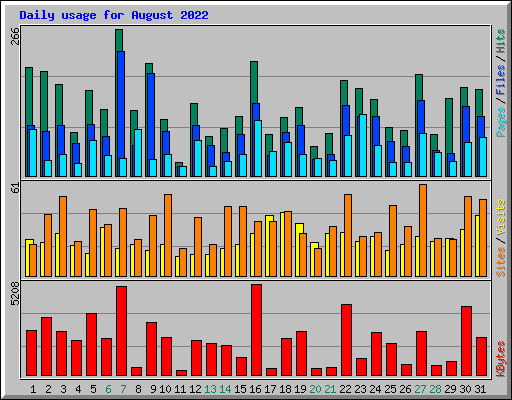 Daily usage for August 2022
266
Pages / Files / Hits
61
Sites / Visits
5208
KBytes
1 2 3 4 5 6 7 8 9 10 11 12 13 14 15 16 17 18 19 20 21 22 23 24 25 26 27 28 29 30 31